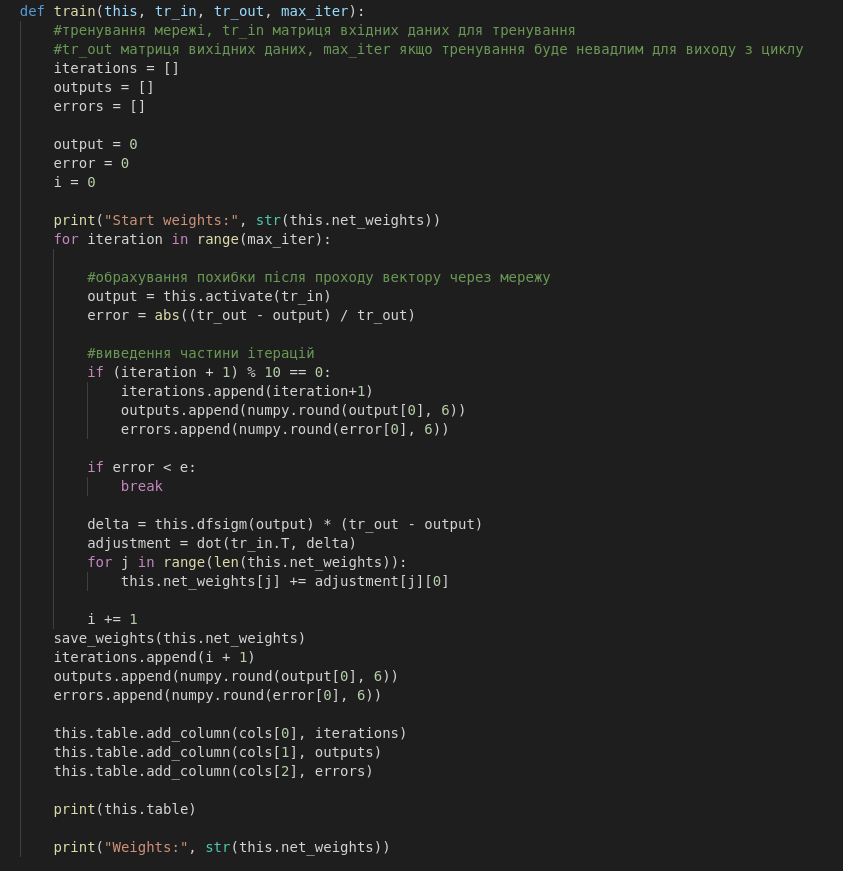 def train(this, tr_in, tr_out, max_iter):
#тренування мережі, tr_in матриця вхідних даних для тренування
#tr_out матриця вихідних даних, max_iter якщо тренування буде невадлим для виходу з циклу
iterations = []
outputs = []
errors = []
output = 0
error = 0
i = 0
print("Start weights:", str(this.net_weights))
for iteration in range(max_iter):
#обрахування похибки після проходу вектору через мережу
output = this.activate(tr_in)
error = abs((tr_out - output) / tr_out)
#виведення частини ітерацій
if (iteration + 1) % 10 == 0:
iterations.append(iteration+1)
outputs.append(numpy.round(output[0], 6))
errors.append(numpy.round(error[0], 6))
if error < e:
break
delta = this.dfsigm(output) * (tr_out - output)
adjustment = dot(tr_in.T, delta)
for j in range(len(this.net_weights)):
this.net_weights[j] += adjustment[j][0]
i += 1
save_weights(this.net_weights)
iterations.append(i + 1)
outputs.append(numpy.round(output[0], 6))
errors.append(numpy.round(error[0], 6))
this.table.add_column(cols[0], iterations)
this.table.add_column(cols[1], outputs)
this.table.add_column(cols[2], errors)
print(this.table)
print("Weights:", str(this.net_weights))